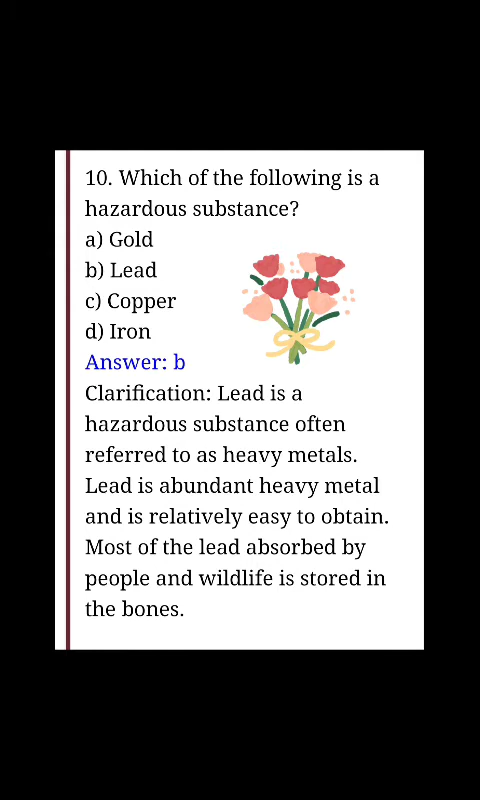 10. Which of the following is a
hazardous substance?
a) Gold
b) Lead
c) Copper
d) Iron
Answer: b
Clarification: Lead is a
hazardous substance often
referred to as heavy metals.
Lead is abundant heavy metal
and is relatively easy to obtain.
Most of the lead absorbed by
people and wildlife is stored in
the bones.